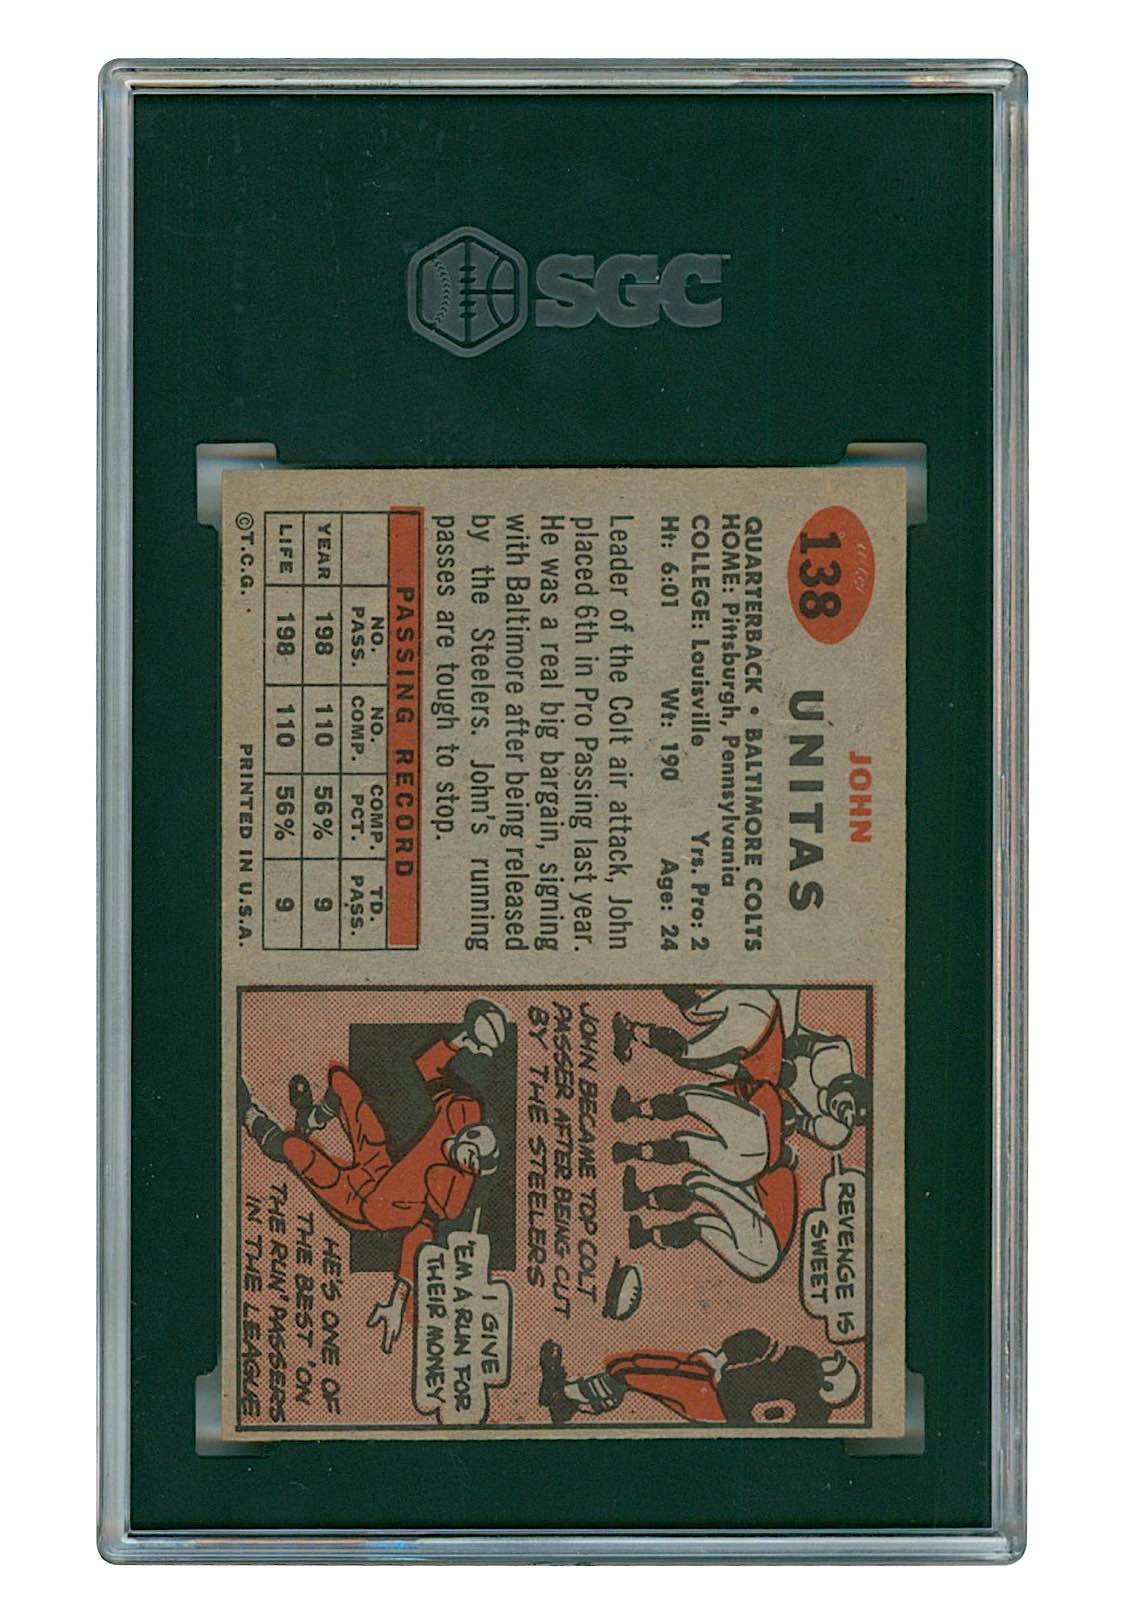 SGC
138
JOHN
UNITAS
QUARTERBACK • BALTIMORE COLTS
HOME: Pittsburgh, Pennsylvania
COLLEGE: Louisville Yrs. Pro: 2
Ht: 6:01 Wt: 190 Age: 24
Leader of the Colt air attack, John
placed 6th in Pro Passing last year.
He was a real big bargain, signing
with Baltimore after being released
by the Steelers. John's running
passes are tough to stop.
PASSING RECORD
NO. PASS. NO. COMP. COMP. PCT. TD. PASS.
YEAR 198 110 56% 9
LIFE 198 110 56% 9
©T.C.G. PRINTED IN U.S.A.
REVENGE IS
SWEET
JOHN BECAME TOP COLT
PASSER AFTER BEING CUT
BY THE STEELERS
I GIVE
'EM A RUN FOR
THEIR MONEY
HE'S ONE OF
THE BEST 'ON
THE RUN' PASSERS
IN THE LEAGUE
0